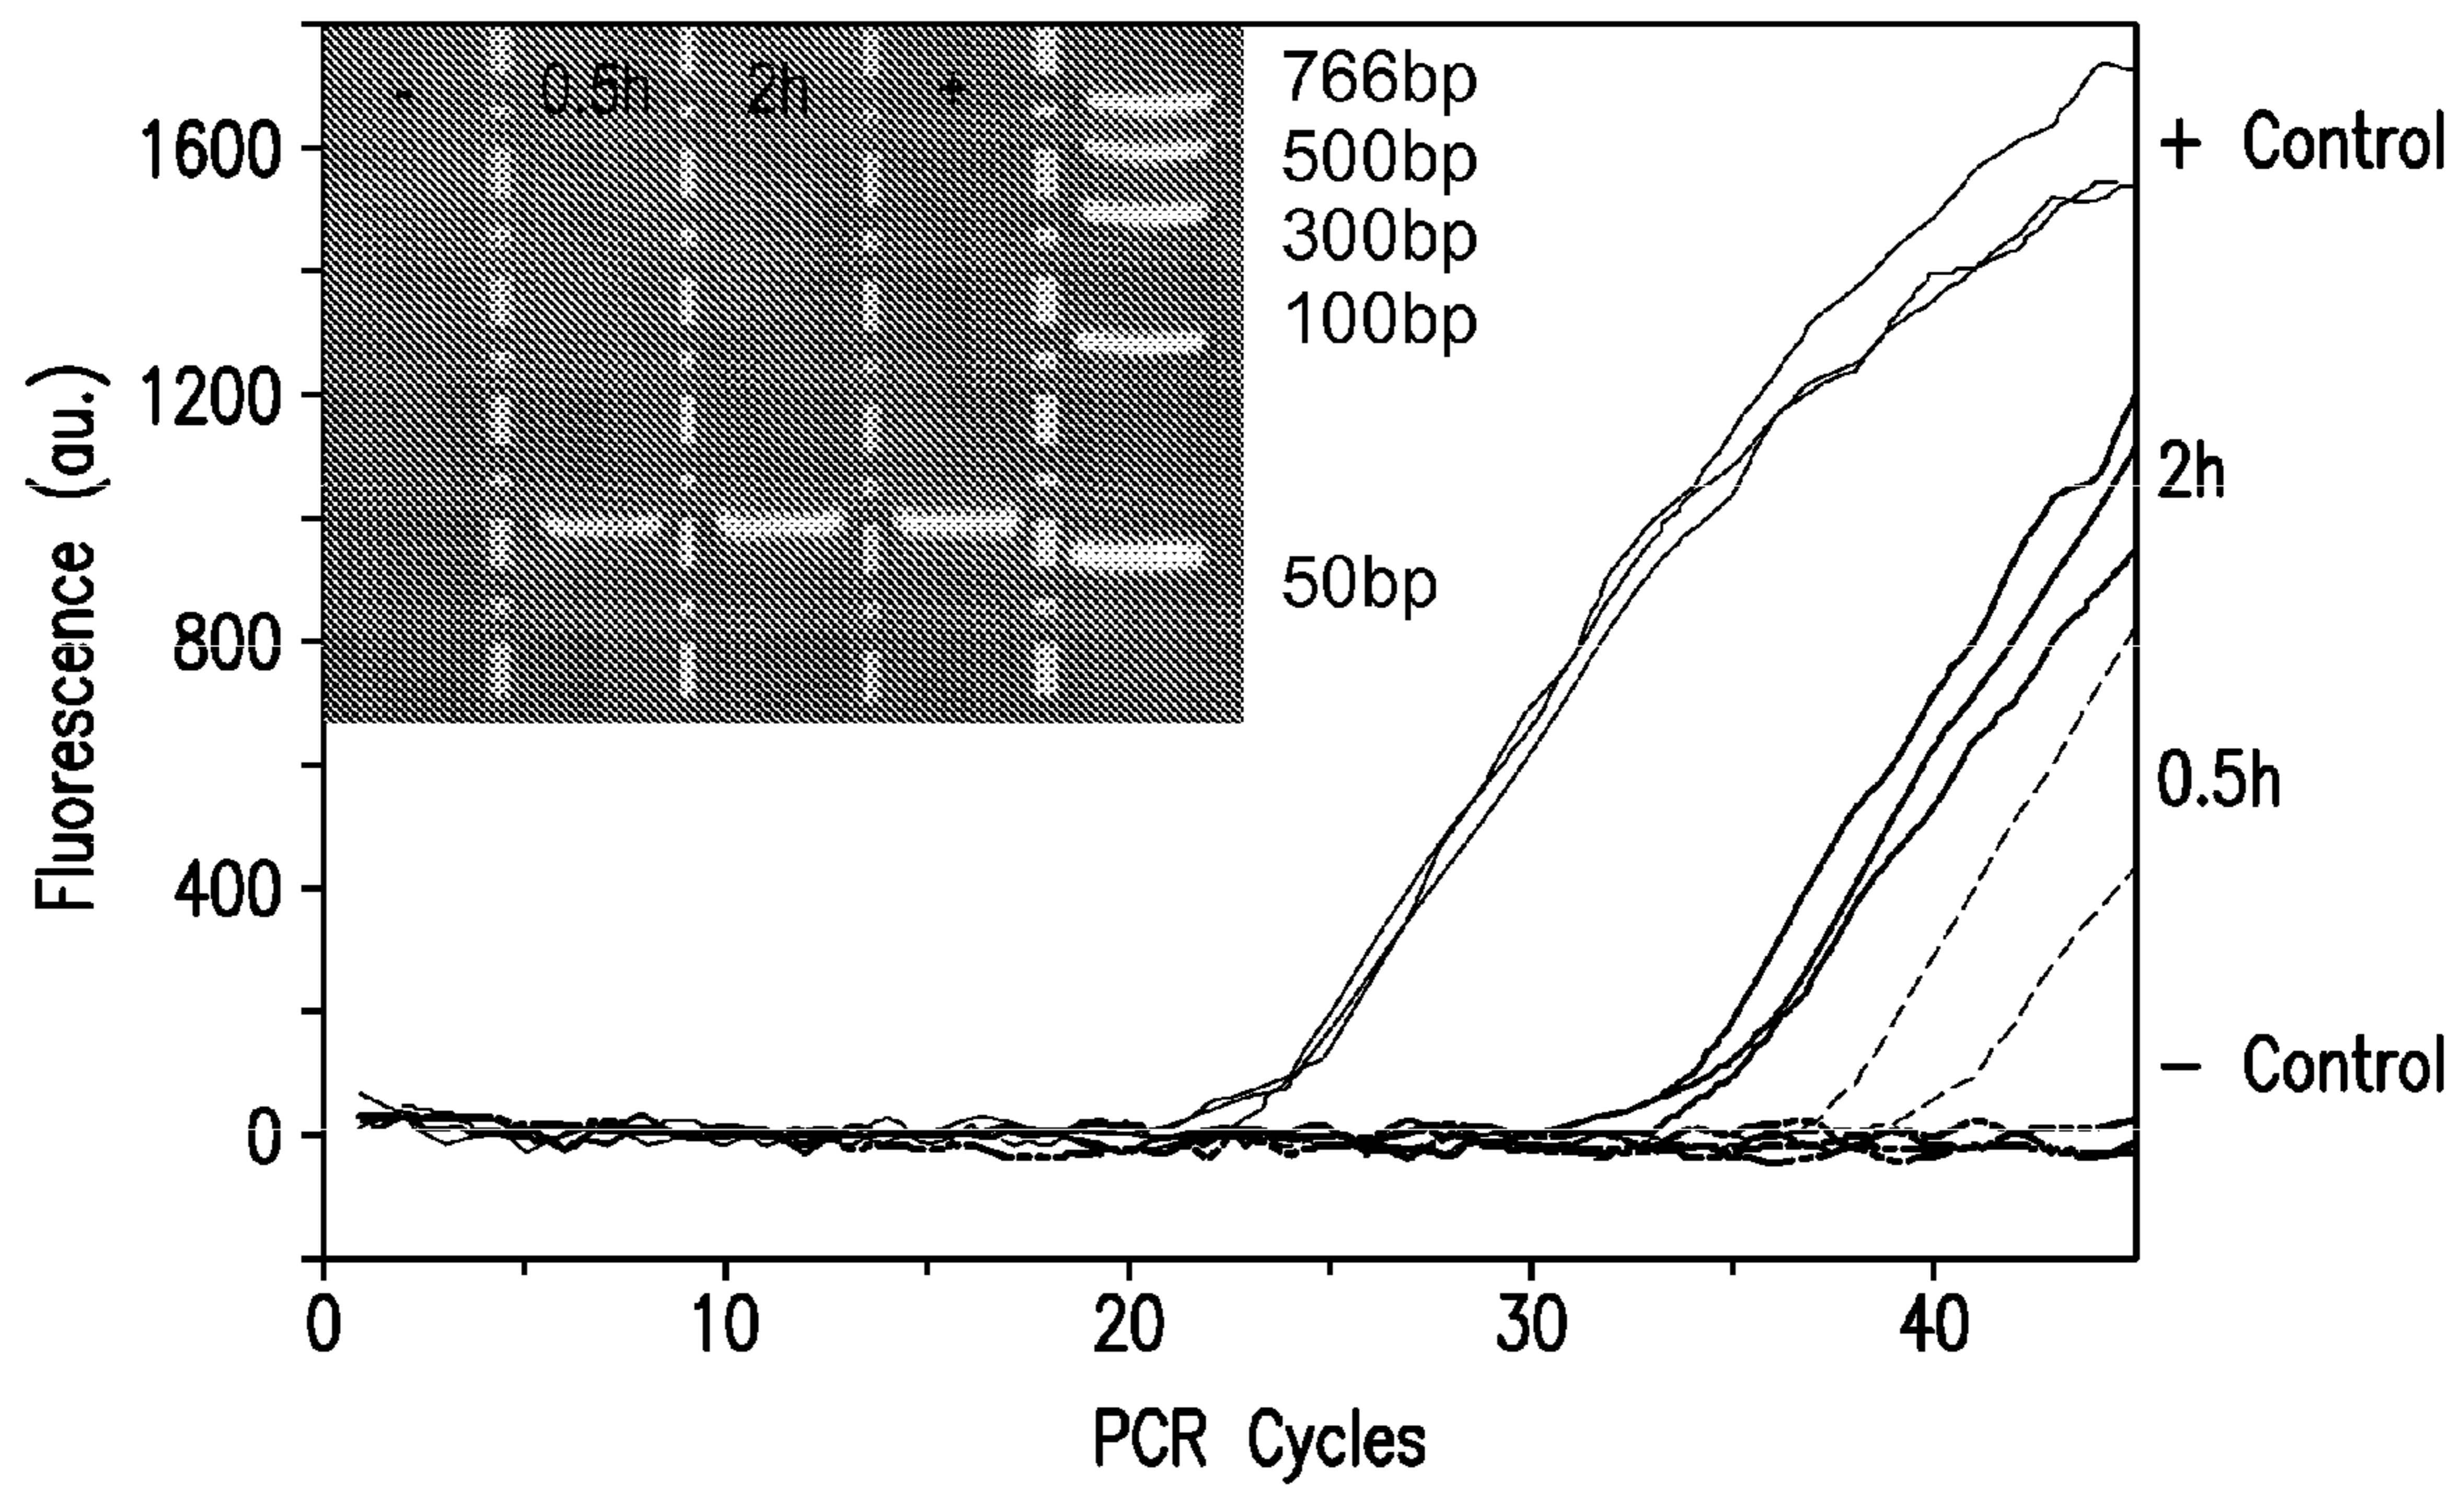 - 0.5h 2h +
766bp
500bp
300bp
100bp
50bp
1600
1200
800
400
0
Fluorescence (au.)
+ Control
2h
0.5h
- Control
0 10 20 30 40
PCR Cycles